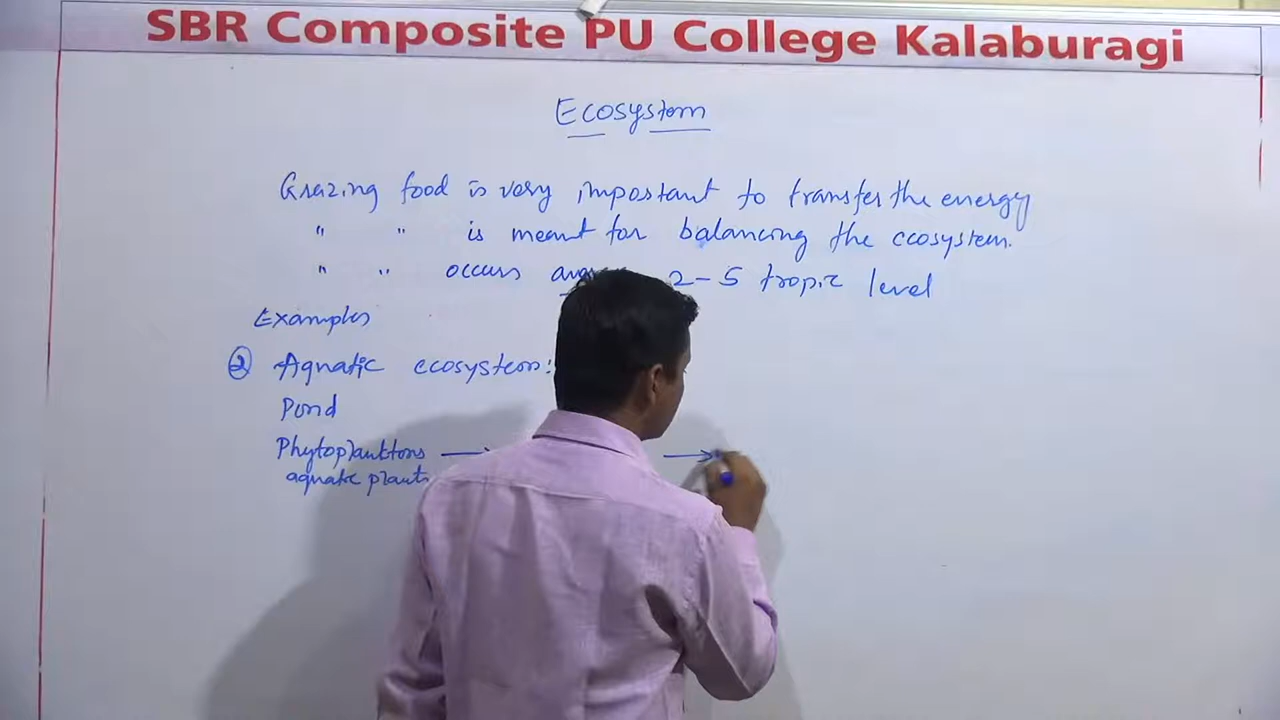 SBR Composite PU College Kalaburagi
Ecosystem
Grazing food is very important to transfer the energy
" " is meant for balancing the ecosystem.
" " occurs 2-5 tropic level
Examples
② Aquatic ecosystem:
Pond
Phytoplanktons → →
aquatic plants